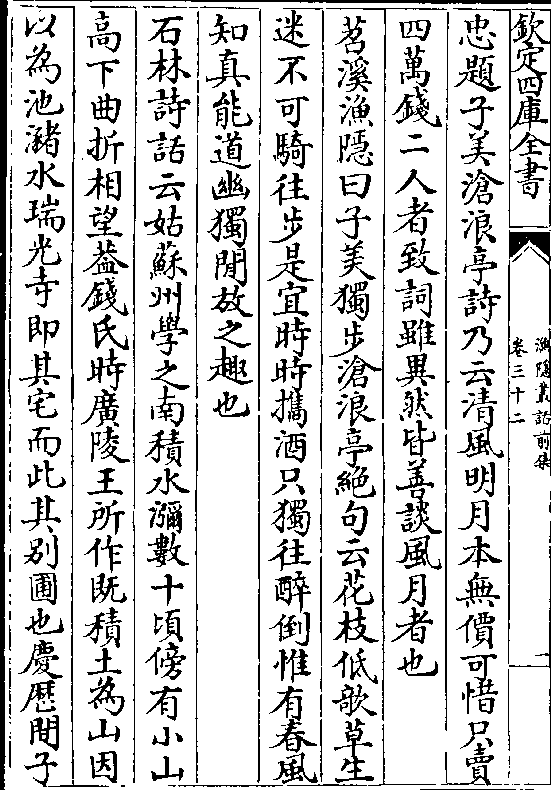 欽定四庫全書
漁隱叢話前集
卷三十二
一
忠題子美滄浪亭詩乃云清風明月本無價可惜只賣
四萬錢二人者致詞雖異然皆善談風月者也
苕溪漁隱曰子美獨步滄浪亭絶句云花枝低歌草生
迷不可騎往步是宜時時攜酒只獨往醉倒惟有春風
知真能道幽獨閒放之趣也
石林詩話云姑蘇州學之南積水瀰數十頃傍有小山
高下曲折相望葢錢氏時廣陵王所作既積土為山因
以為池瀦水瑞光寺即其宅而此其别圃也慶厯間子